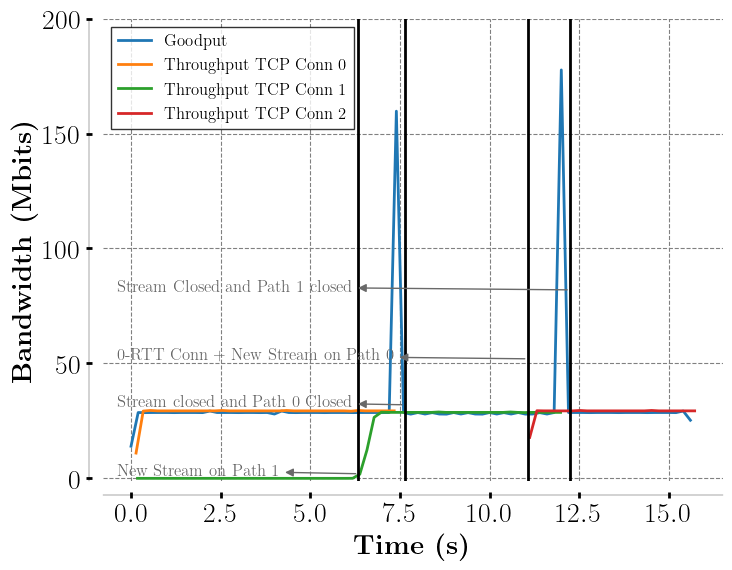 200
150
100
50
0
Bandwidth (Mbits)
Goodput
Throughput TCP Conn 0
Throughput TCP Conn 1
Throughput TCP Conn 2
Stream Closed and Path 1 closed
0-RTT Conn + New Stream on Path 0
Stream closed and Path 0 Closed
New Stream on Path 1
0.0 2.5 5.0 7.5 10.0 12.5 15.0
Time (s)